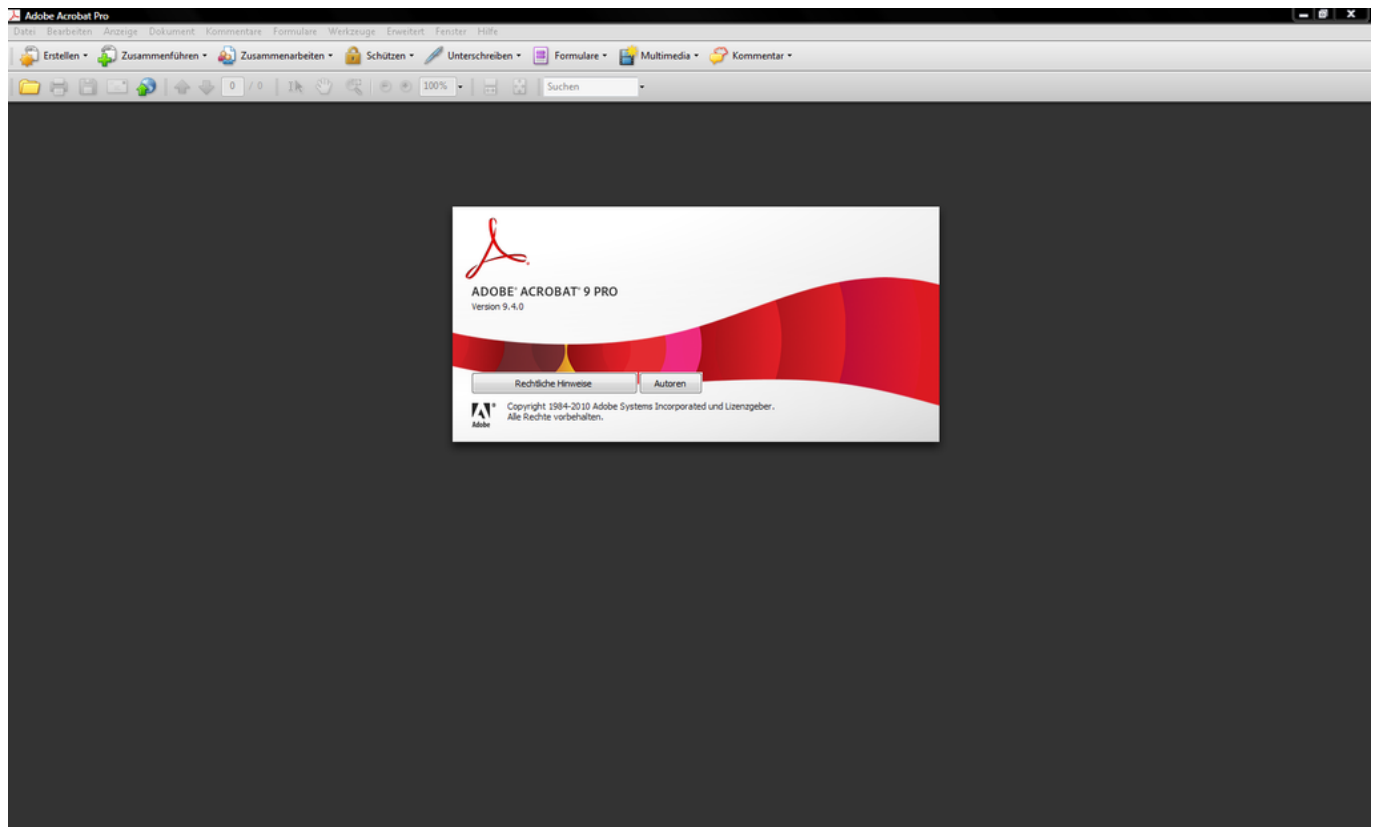 Adobe Acrobat Pro
Datei Bearbeiten Anzeige Dokument Kommentare Formulare Werkzeuge Erweitert Fenster Hilfe
Erstellen Zusammenführen Zusammenarbeiten Schützen Unterschreiben Formulare Multimedia Kommentar
0 / 0 100% Suchen
ADOBE® ACROBAT® 9 PRO
Version 9.4.0
Rechtliche Hinweise Autoren
Copyright 1984-2010 Adobe Systems Incorporated und Lizenzgeber.
Alle Rechte vorbehalten.
Adobe